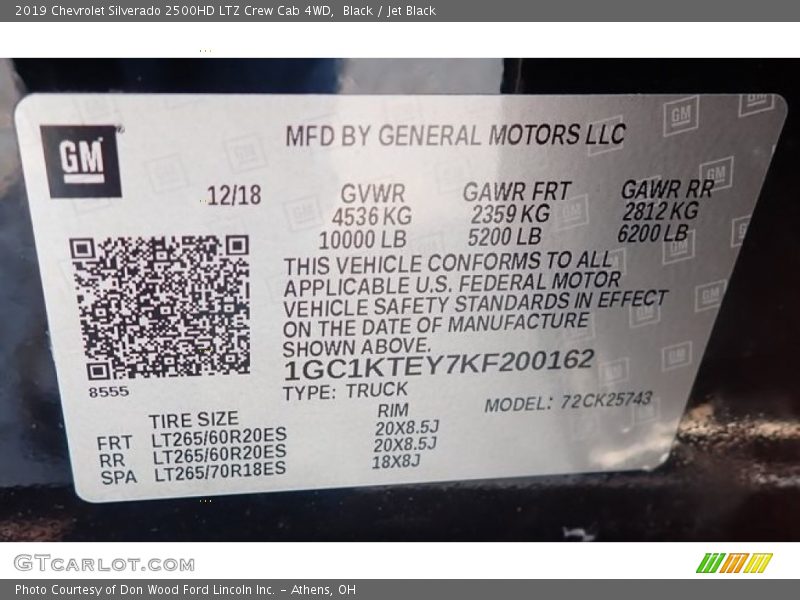 2019 Chevrolet Silverado 2500HD LTZ Crew Cab 4WD, Black / Jet Black
GM
MFD BY GENERAL MOTORS LLC
12/18
GVWR GAWR FRT GAWR RR
4536 KG 2359 KG 2812 KG
10000 LB 5200 LB 6200 LB
THIS VEHICLE CONFORMS TO ALL
APPLICABLE U.S. FEDERAL MOTOR
VEHICLE SAFETY STANDARDS IN EFFECT
ON THE DATE OF MANUFACTURE
SHOWN ABOVE.
1GC1KTEY7KF200162
8555
TYPE: TRUCK MODEL: 72CK25743
TIRE SIZE RIM
FRT LT265/60R20ES 20X8.5J
RR LT265/60R20ES 20X8.5J
SPA LT265/70R18ES 18X8J
GTCARLOT.COM
Photo Courtesy of Don Wood Ford Lincoln Inc. - Athens, OH